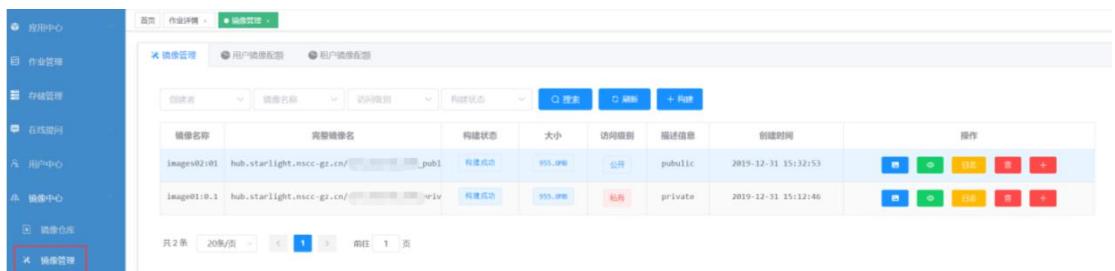 应用中心
作业管理
存储管理
在线提问
用户中心
镜像中心
镜像仓库
镜像管理
首页 作业详情 × 镜像管理 ×
镜像管理 用户镜像配额 租户镜像配额
创建者 镜像名称 访问级别 构建状态 搜索 刷新 + 构建
镜像名称 完整镜像名 构建状态 大小 访问级别 描述信息 创建时间 操作
images02:01 hub.starlight.nscc-gz.cn/ _publ 构建成功 955.0MB 公开 pubulic 2019-12-31 15:32:53 日志
image01:0.1 hub.starlight.nscc-gz.cn/ priv 构建成功 955.0MB 私有 private 2019-12-31 15:12:46 日志
共 2 条 20条/页 < 1 > 前往 1 页